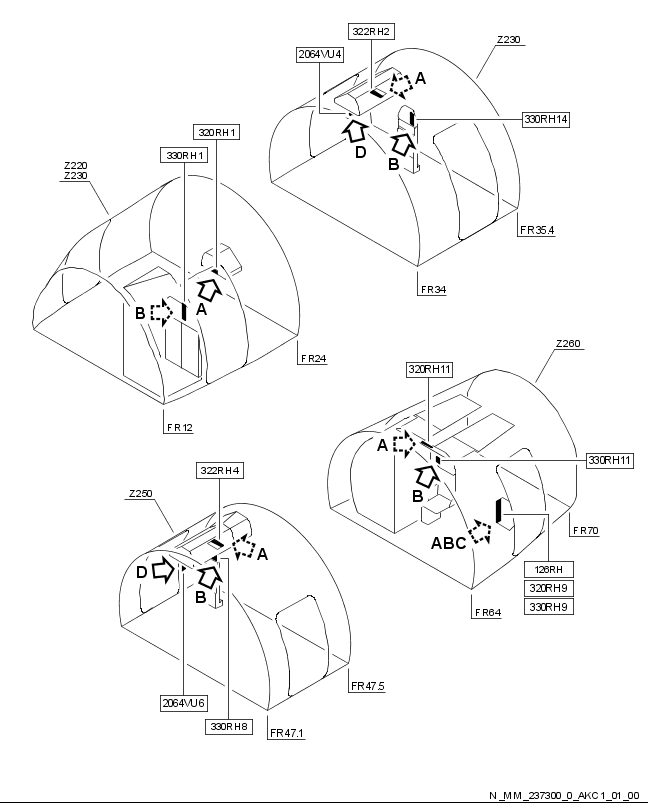 322RH2
2064VU4
Z230
A
330RH14
D
B
FR35.4
FR34
320RH1
330RH1
Z220
Z230
B
A
FR24
FR12
Z260
320RH11
A
330RH11
B
ABC
FR70
126RH
320RH9
330RH9
FR64
322RH4
Z250
D
A
B
FR47.5
2064VU6
330RH8
FR47.1
N_MM_237300_0_AKC1_01_00